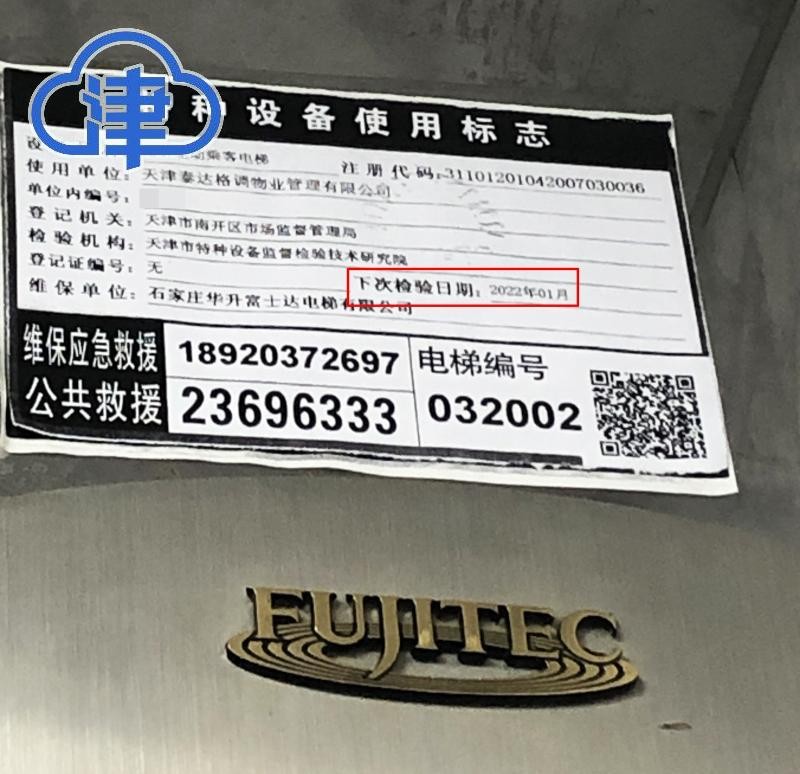 津
种设备使用标志
设 动乘客电梯 注册代码:31101201042007030036
使用单位:天津泰达格调物业管理有限公司
单位内编号:
登记机关:天津市南开区市场监督管理局
检验机构:天津市特种设备监督检验技术研究院
登记证编号:无 下次检验日期:2022年01月
维保单位:石家庄华升富士达电梯有限公司
维保应急救援 18920372697 电梯编号
公共救援 23696333 032002
FUJITEC